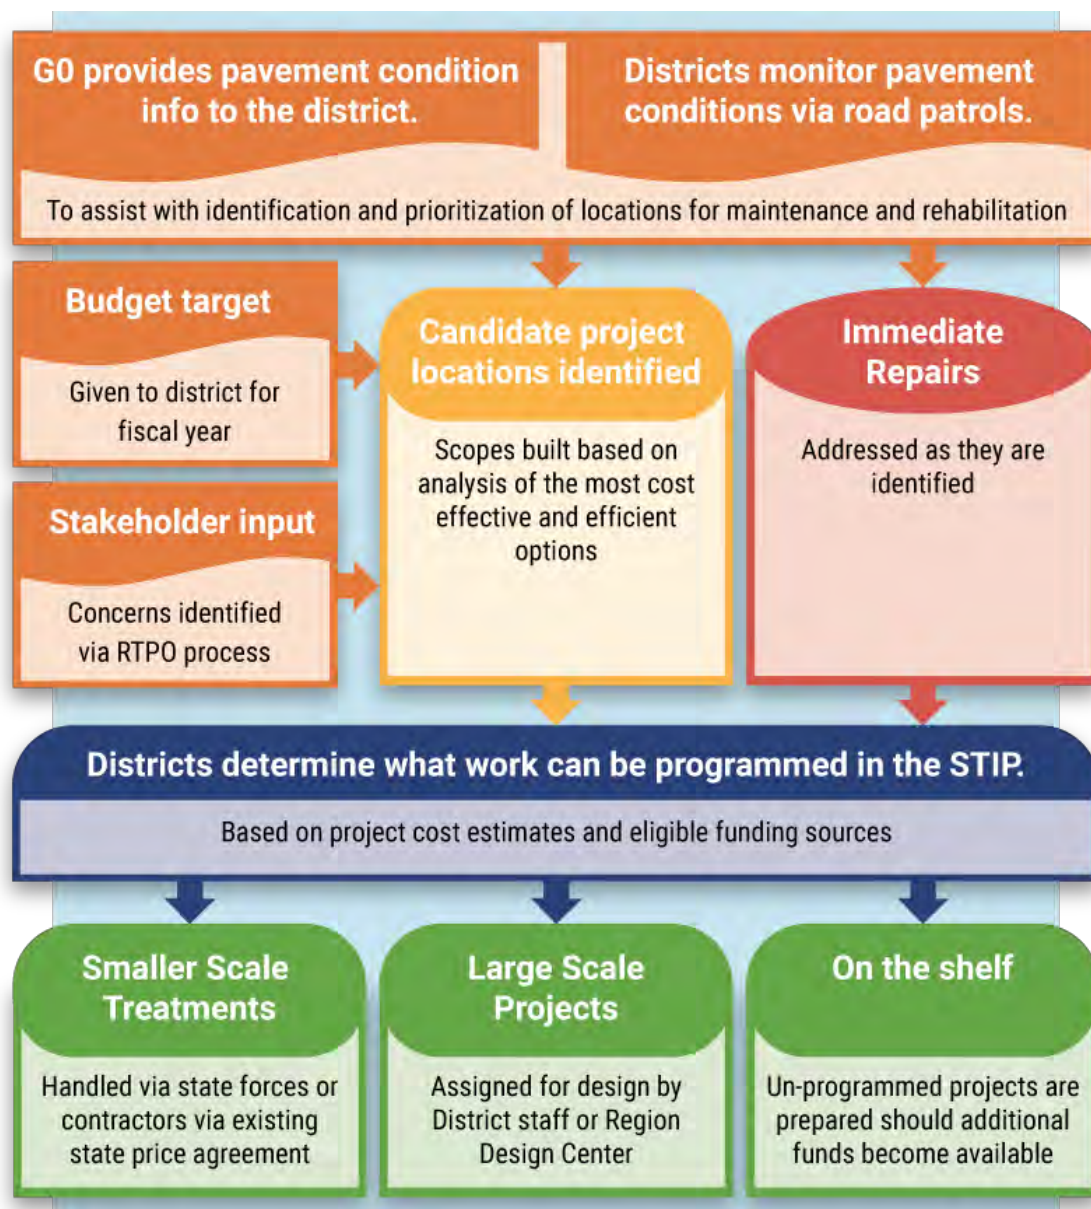 G0 provides pavement condition
info to the district.
Districts monitor pavement
conditions via road patrols.
To assist with identification and prioritization of locations for maintenance and rehabilitation
Budget target
Given to district for
fiscal year
Stakeholder input
Concerns identified
via RTPO process
Candidate project
locations identified
Scopes built based on
analysis of the most cost
effective and efficient
options
Immediate
Repairs
Addressed as they are
identified
Districts determine what work can be programmed in the STIP.
Based on project cost estimates and eligible funding sources
Smaller Scale
Treatments
Handled via state forces or
contractors via existing
state price agreement
Large Scale
Projects
Assigned for design by
District staff or Region
Design Center
On the shelf
Un-programmed projects are
prepared should additional
funds become available